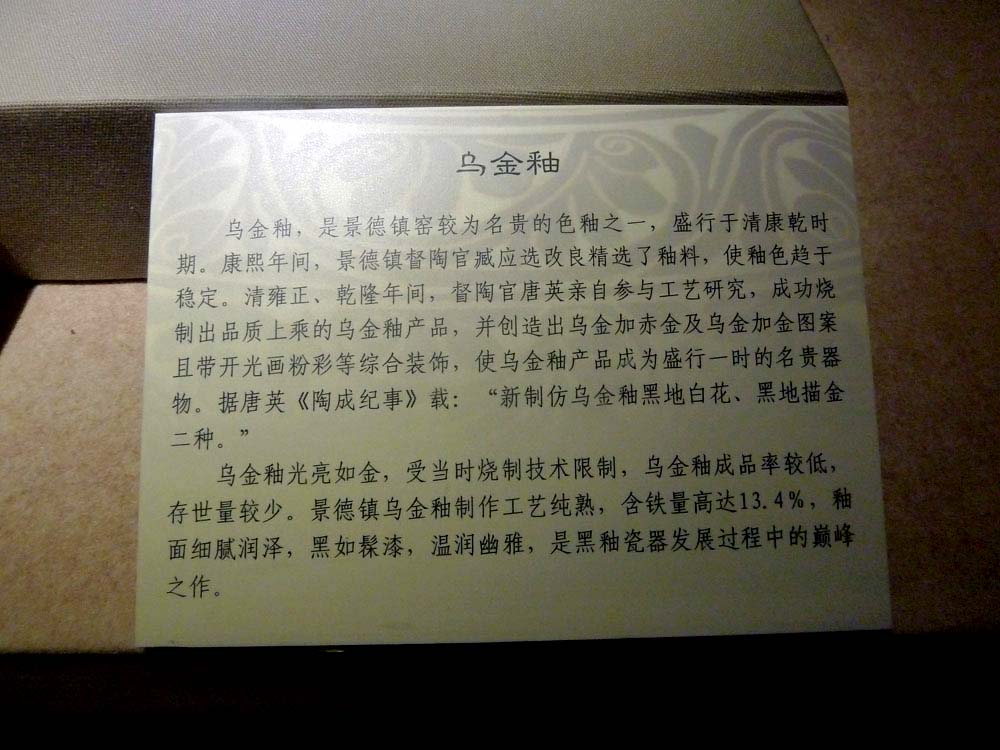 乌金釉
乌金釉，是景德镇窑较为名贵的色釉之一，盛行于清康乾时
期。康熙年间，景德镇督陶官臧应选改良精选了釉料，使釉色趋于
稳定。清雍正、乾隆年间，督陶官唐英亲自参与工艺研究，成功烧
制出品质上乘的乌金釉产品，并创造出乌金加赤金及乌金加金图案
且带开光画粉彩等综合装饰，使乌金釉产品成为盛行一时的名贵器
物。据唐英《陶成纪事》载：“新制仿乌金釉黑地白花、黑地描金
二种。”
乌金釉光亮如金，受当时烧制技术限制，乌金釉成品率较低，
存世量较少。景德镇乌金釉制作工艺纯熟，含铁量高达13.4%，釉
面细腻润泽，黑如髹漆，温润幽雅，是黑釉瓷器发展过程中的巅峰
之作。